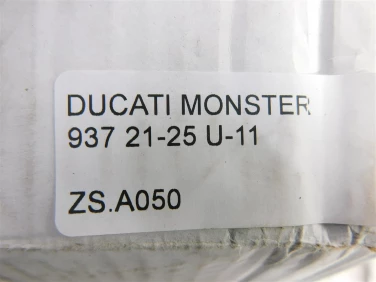 DUCATI MONSTER
937 21-25 U-11
ZS.A050